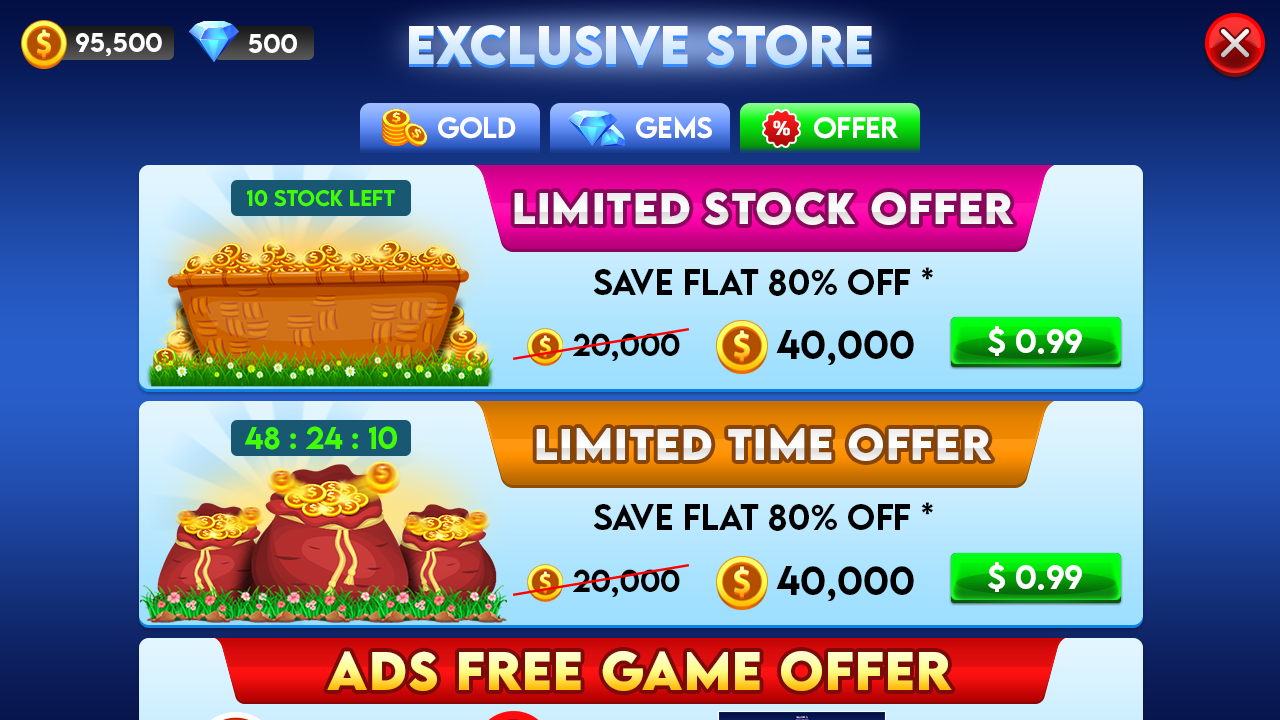 95,500
500
EXCLUSIVE STORE
GOLD
GEMS
% OFFER
10 STOCK LEFT
LIMITED STOCK OFFER
SAVE FLAT 80% OFF *
20,000
40,000
$ 0.99
48 : 24 : 10
LIMITED TIME OFFER
SAVE FLAT 80% OFF *
20,000
40,000
$ 0.99
ADS FREE GAME OFFER